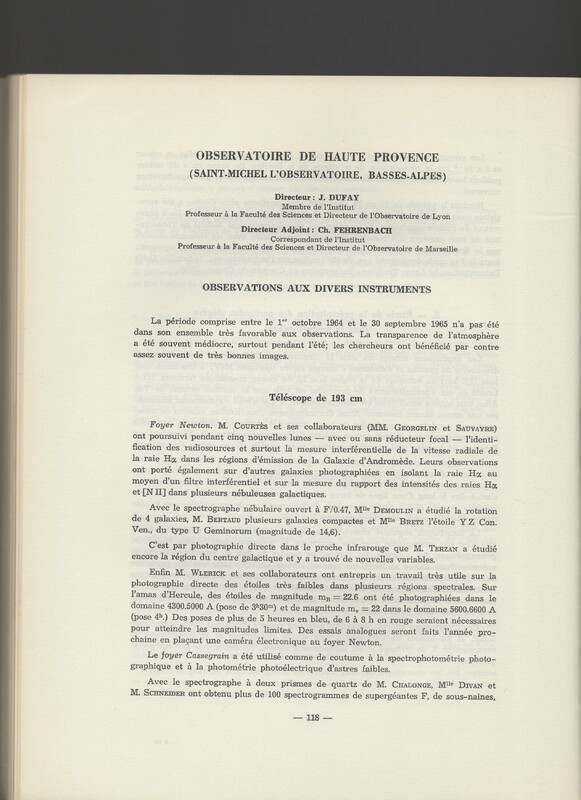 OBSERVATOIRE DE HAUTE PROVENCE
(SAINT-MICHEL L'OBSERVATOIRE, BASSES-ALPES)
Directeur : J. DUFAY
Membre de l'Institut
Professeur à la Faculté des Sciences et Directeur de l'Observatoire de Lyon
Directeur Adjoint : Ch. FEHRENBACH
Correspondant de l'Institut
Professeur à la Faculté des Sciences et Directeur de l'Observatoire de Marseille
OBSERVATIONS AUX DIVERS INSTRUMENTS
La période comprise entre le 1er octobre 1964 et le 30 septembre 1965 n'a pas été
dans son ensemble très favorable aux observations. La transparence de l'atmosphère
a été souvent médiocre, surtout pendant l'été; les chercheurs ont bénéficié par contre
assez souvent de très bonnes images.
Téléscope de 193 cm
Foyer Newton. M. COURTÈS et ses collaborateurs (MM. GEORGELIN et SAUVAYRE)
ont poursuivi pendant cinq nouvelles lunes — avec ou sans réducteur focal — l'identi-
fication des radiosources et surtout la mesure interférentielle de la vitesse radiale de
la raie Hα dans les régions d'émission de la Galaxie d'Andromède. Leurs observations
ont porté également sur d'autres galaxies photographiées en isolant la raie Hα au
moyen d'un filtre interférentiel et sur la mesure du rapport des intensités des raies Hα
et [N II] dans plusieurs nébuleuses galactiques.
Avec le spectrographe nébulaire ouvert à F/0.47, Mlle DEMOULIN a étudié la rotation
de 4 galaxies, M. BERTAUD plusieurs galaxies compactes et Mlle BRETZ l'étoile Y Z Con.
Ven., du type U Geminorum (magnitude de 14,6).
C'est par photographie directe dans le proche infrarouge que M. TERZAN a étudié
encore la région du centre galactique et y a trouvé de nouvelles variables.
Enfin M. WLERICK et ses collaborateurs ont entrepris un travail très utile sur la
photographie directe des étoiles très faibles dans plusieurs régions spectrales. Sur
l'amas d'Hercule, des étoiles de magnitude mB = 22.6 ont été photographiées dans le
domaine 4300.5000 A (pose de 3h30m) et de magnitude mv = 22 dans le domaine 5600.6600 A
(pose 4h.) Des poses de plus de 5 heures en bleu, de 6 à 8 h en rouge seraient nécessaires
pour atteindre les magnitudes limites. Des essais analogues seront faits l'année pro-
chaine en plaçant une caméra électronique au foyer Newton.
Le foyer Cassegrain a été utilisé comme de coutume à la spectrophotométrie photo-
graphique et à la photométrie photoélectrique d'astres faibles.
Avec le spectrographe à deux prismes de quartz de M. CHALONGE, Mlle DIVAN et
M. SCHNEIDER ont obtenu plus de 100 spectrogrammes de supergéantes F, de sous-naines,
— 118 —